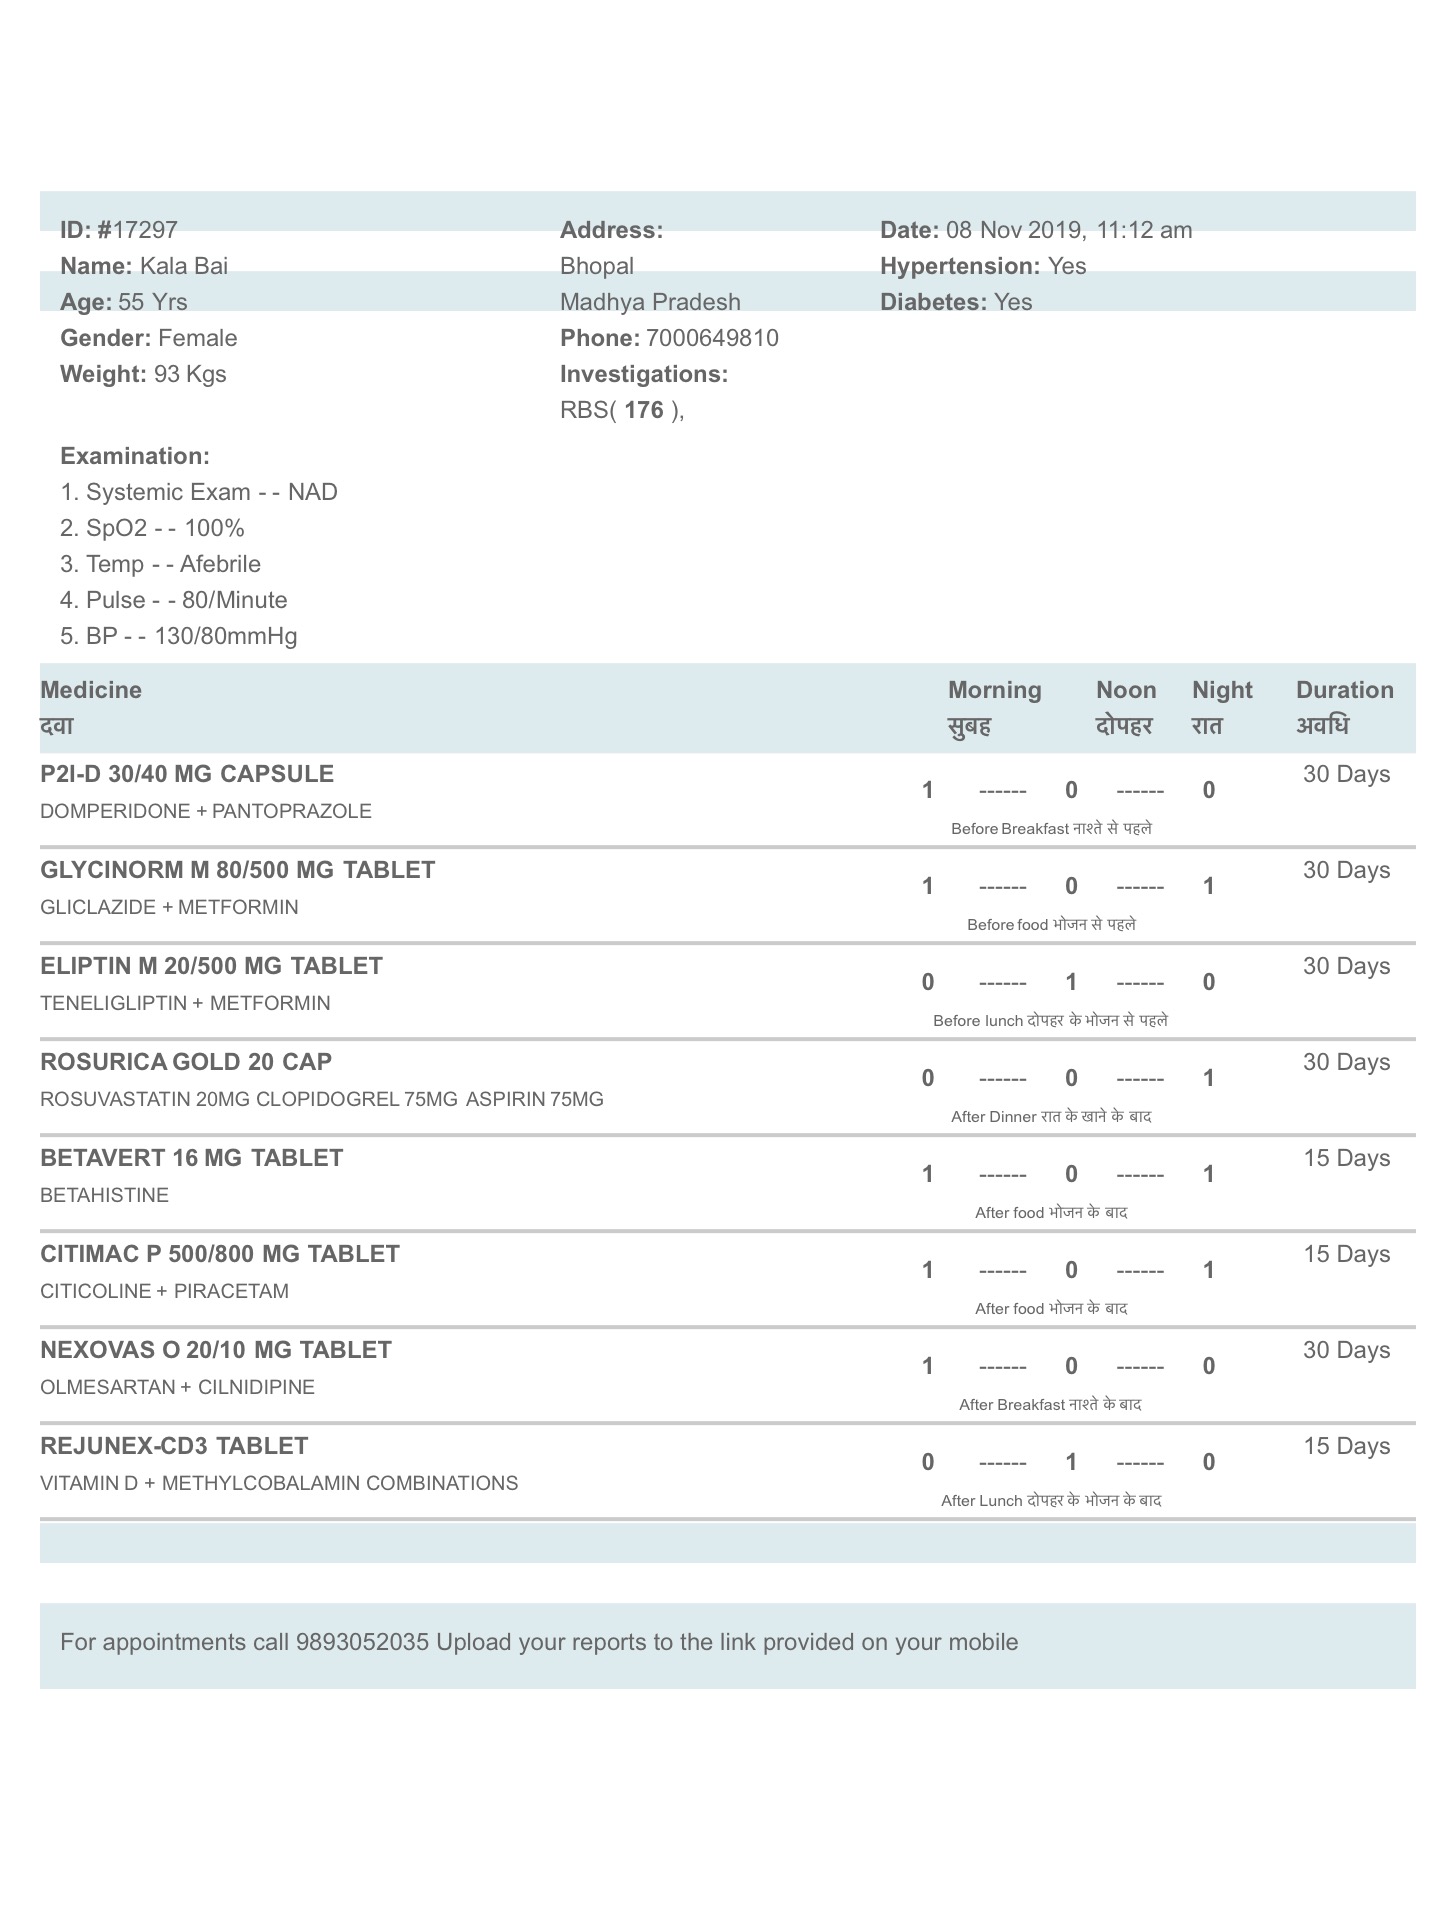 ID: #17297
Name: Kala Bai
Age: 55 Yrs
Gender: Female
Weight: 93 Kgs
Address:
Bhopal
Madhya Pradesh
Phone: 7000649810
Investigations:
RBS( 176 ),
Date: 08 Nov 2019, 11:12 am
Hypertension: Yes
Diabetes: Yes
Examination:
1. Systemic Exam - - NAD
2. SpO2 - - 100%
3. Temp - - Afebrile
4. Pulse - - 80/Minute
5. BP - - 130/80mmHg
Medicine Morning Noon Night Duration
दवा सुबह दोपहर रात अवधि
P2I-D 30/40 MG CAPSULE 30 Days
1 ------ 0 ------ 0
DOMPERIDONE + PANTOPRAZOLE
Before Breakfast नाश्ते से पहले
GLYCINORM M 80/500 MG TABLET 30 Days
1 ------ 0 ------ 1
GLICLAZIDE + METFORMIN
Before food भोजन से पहले
ELIPTIN M 20/500 MG TABLET 30 Days
0 ------ 1 ------ 0
TENELIGLIPTIN + METFORMIN
Before lunch दोपहर के भोजन से पहले
ROSURICA GOLD 20 CAP 30 Days
0 ------ 0 ------ 1
ROSUVASTATIN 20MG CLOPIDOGREL 75MG ASPIRIN 75MG
After Dinner रात के खाने के बाद
BETAVERT 16 MG TABLET 15 Days
1 ------ 0 ------ 1
BETAHISTINE
After food भोजन के बाद
CITIMAC P 500/800 MG TABLET 15 Days
1 ------ 0 ------ 1
CITICOLINE + PIRACETAM
After food भोजन के बाद
NEXOVAS O 20/10 MG TABLET 30 Days
1 ------ 0 ------ 0
OLMESARTAN + CILNIDIPINE
After Breakfast नाश्ते के बाद
REJUNEX-CD3 TABLET 15 Days
0 ------ 1 ------ 0
VITAMIN D + METHYLCOBALAMIN COMBINATIONS
After Lunch दोपहर के भोजन के बाद
For appointments call 9893052035 Upload your reports to the link provided on your mobile